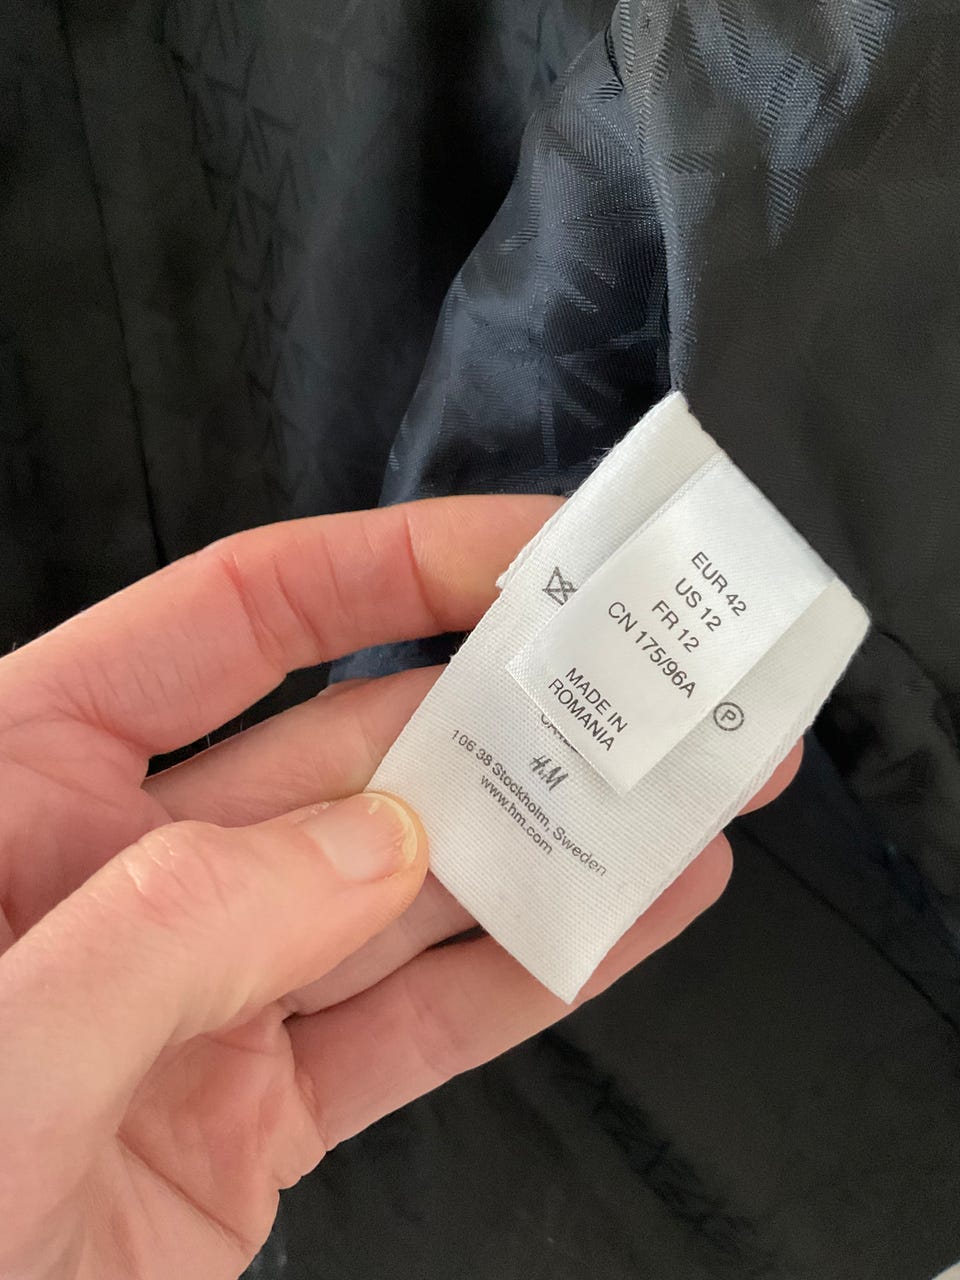 EUR 42
US 12
FR 12
CN 175/96A
MADE IN
ROMANIA
P
H&M
106 38 Stockholm, Sweden
www.hm.com